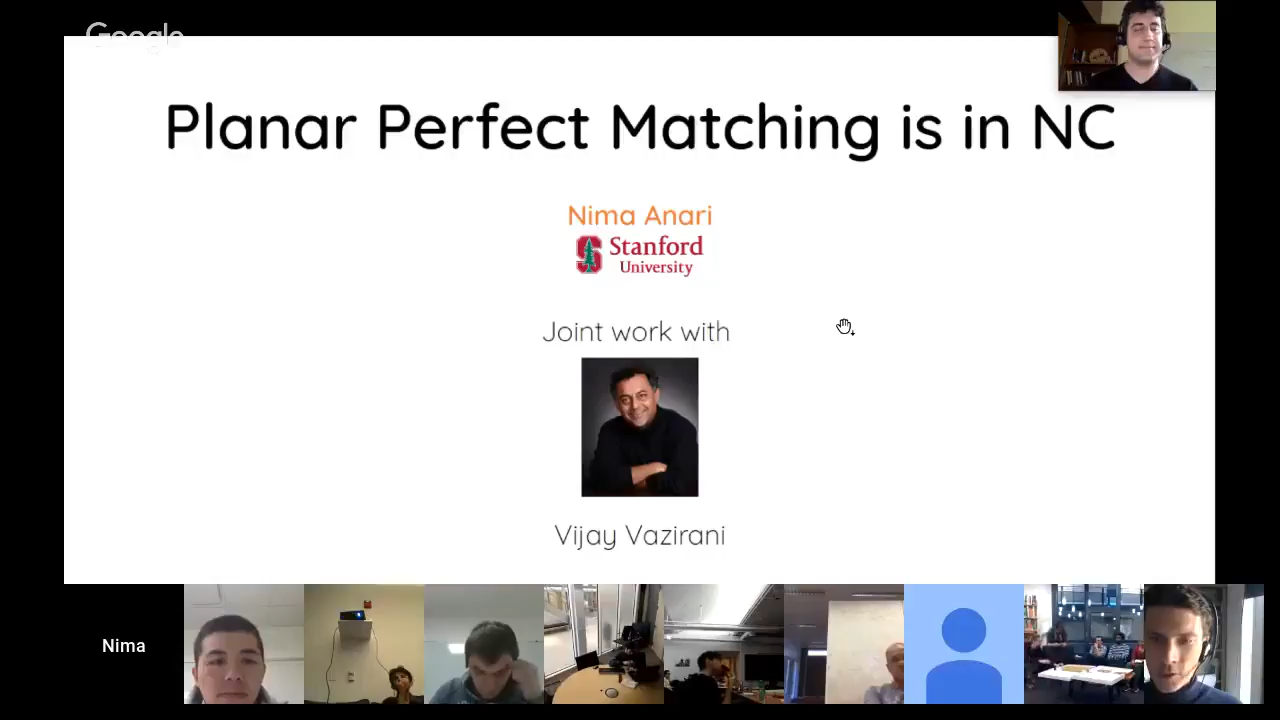 Google
Planar Perfect Matching is in NC
Nima Anari
Stanford
University
Joint work with
Vijay Vazirani
Nima